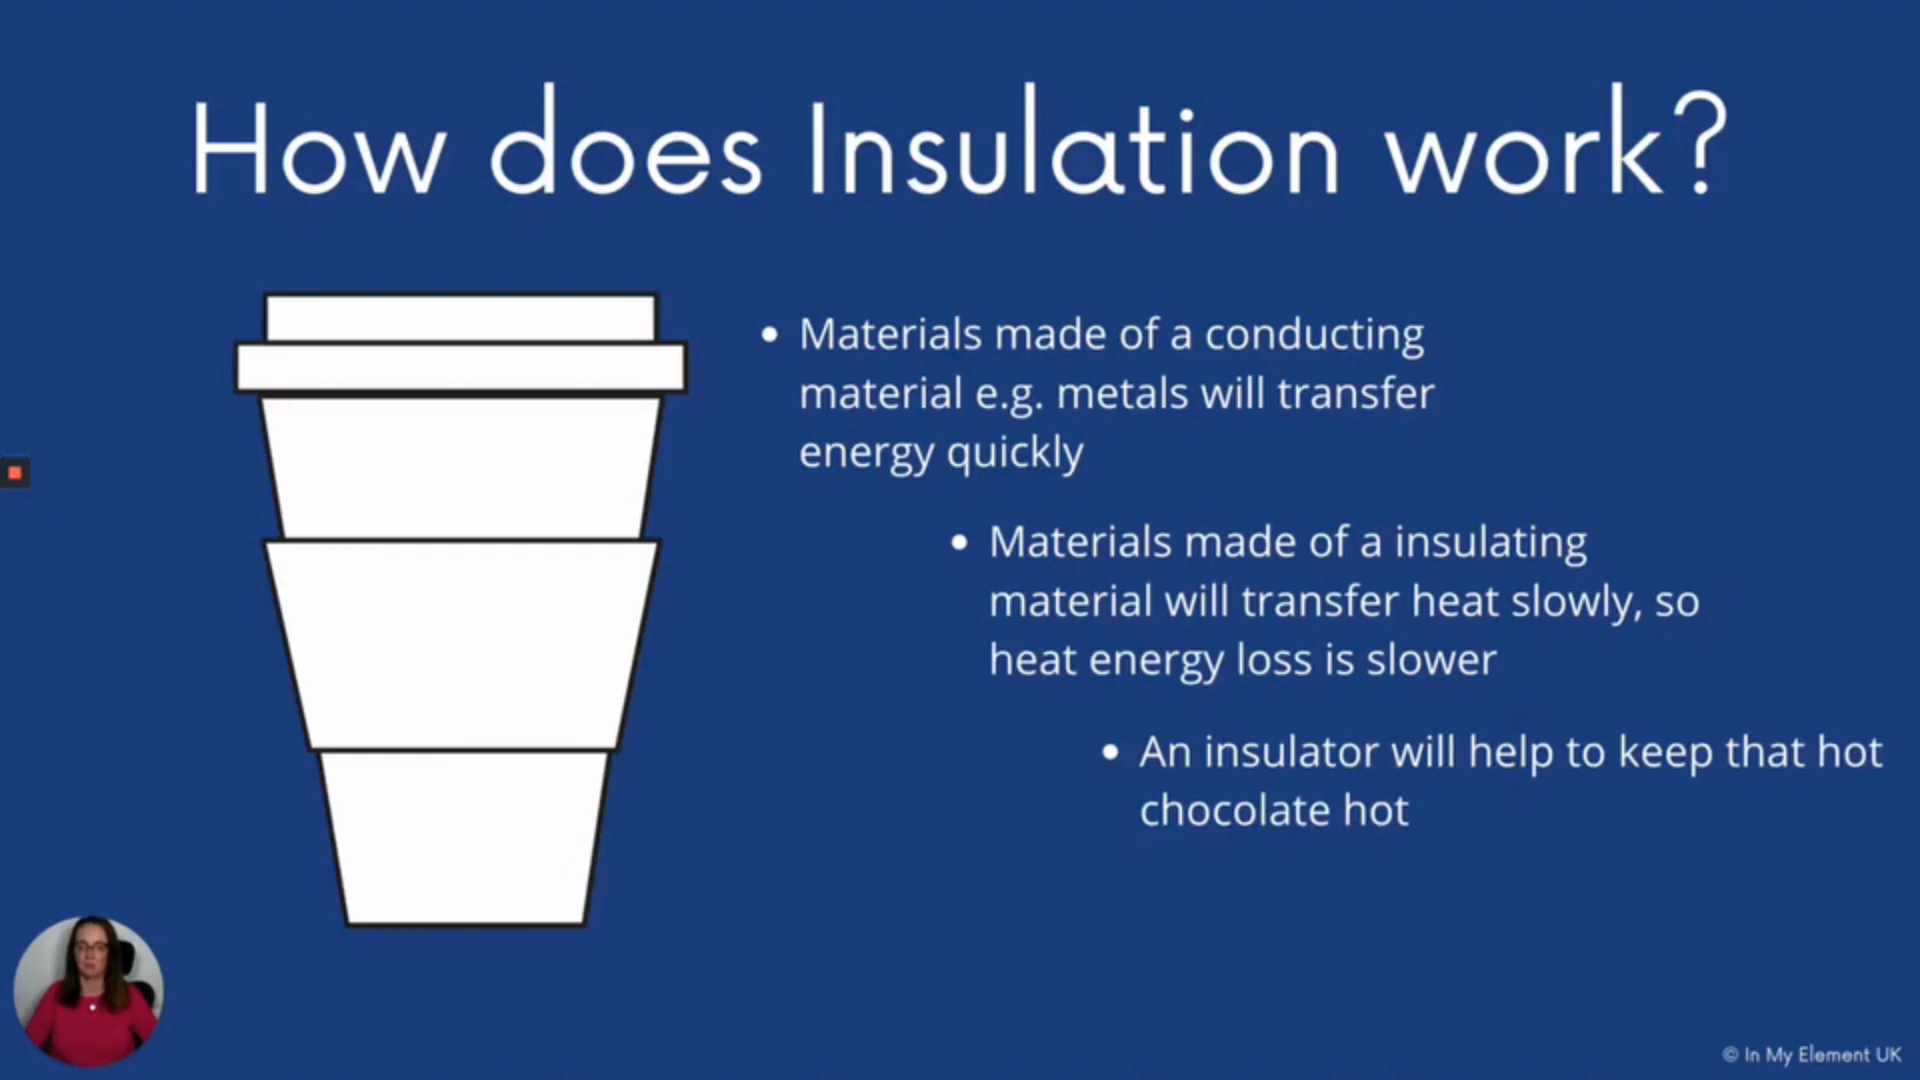 How does Insulation work?
• Materials made of a conducting
material e.g. metals will transfer
energy quickly
• Materials made of a insulating
material will transfer heat slowly, so
heat energy loss is slower
• An insulator will help to keep that hot
chocolate hot
© In My Element UK